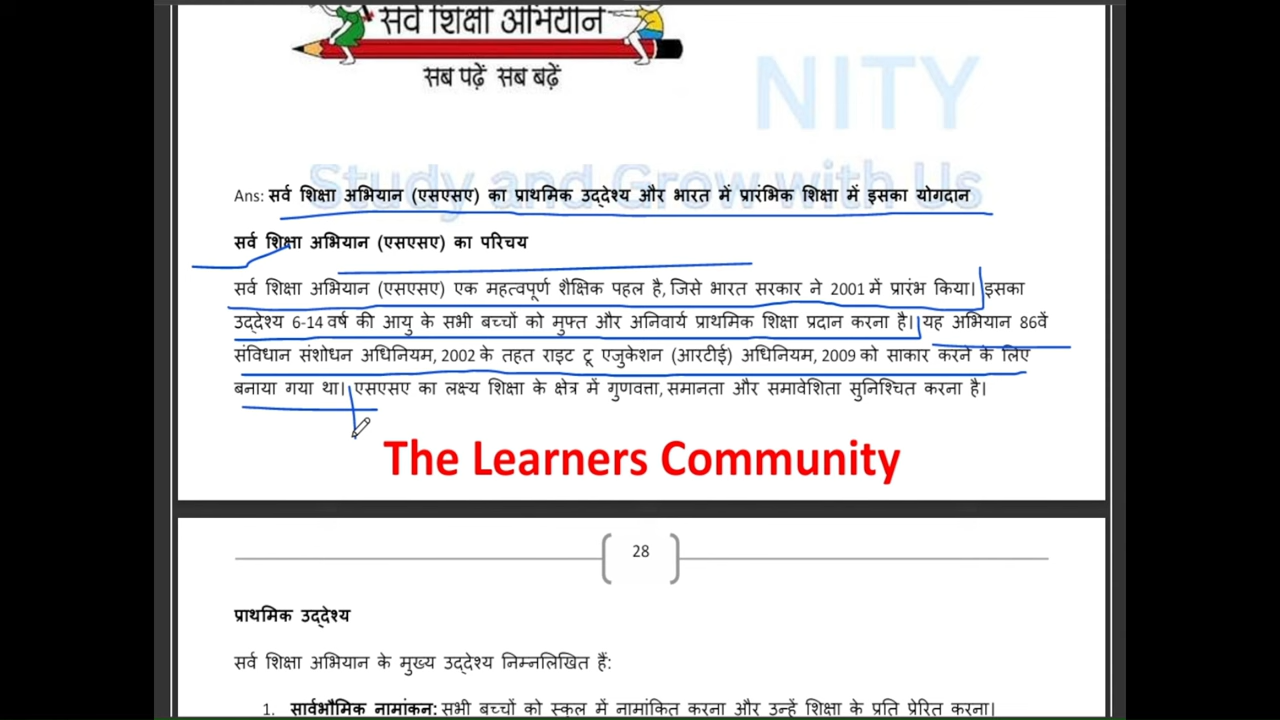 सर्व शिक्षा अभियान
सब पढ़ें सब बढ़ें
NITY
Study and Grow with Us
Ans: सर्व शिक्षा अभियान (एसएसए) का प्राथमिक उद्देश्य और भारत में प्रारंभिक शिक्षा में इसका योगदान
सर्व शिक्षा अभियान (एसएसए) का परिचय
सर्व शिक्षा अभियान (एसएसए) एक महत्वपूर्ण शैक्षिक पहल है, जिसे भारत सरकार ने 2001 में प्रारंभ किया। इसका
उद्देश्य 6-14 वर्ष की आयु के सभी बच्चों को मुफ्त और अनिवार्य प्राथमिक शिक्षा प्रदान करना है। यह अभियान 86वें
संविधान संशोधन अधिनियम, 2002 के तहत राइट टू एजुकेशन (आरटीई) अधिनियम, 2009 को साकार करने के लिए
बनाया गया था। एसएसए का लक्ष्य शिक्षा के क्षेत्र में गुणवत्ता, समानता और समावेशिता सुनिश्चित करना है।
The Learners Community
28
प्राथमिक उद्देश्य
सर्व शिक्षा अभियान के मुख्य उद्देश्य निम्नलिखित हैं:
1. सार्वभौमिक नामांकन: सभी बच्चों को स्कूल में नामांकित करना और उन्हें शिक्षा के प्रति प्रेरित करना।